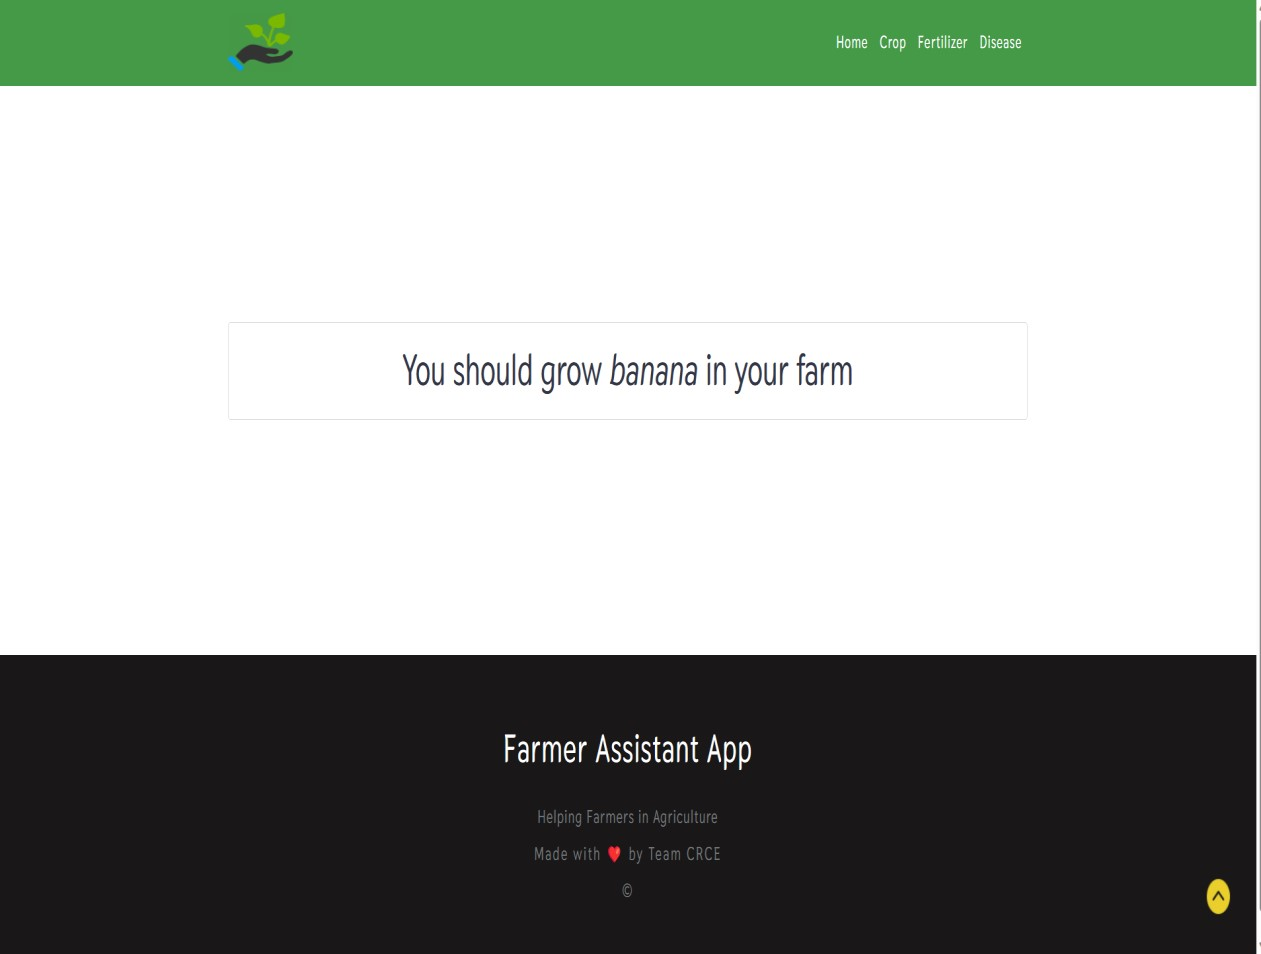 Home Crop Fertilizer Disease
You should grow banana in your farm
Farmer Assistant App
Helping Farmers in Agriculture
Made with ❤ by Team CRCE
©